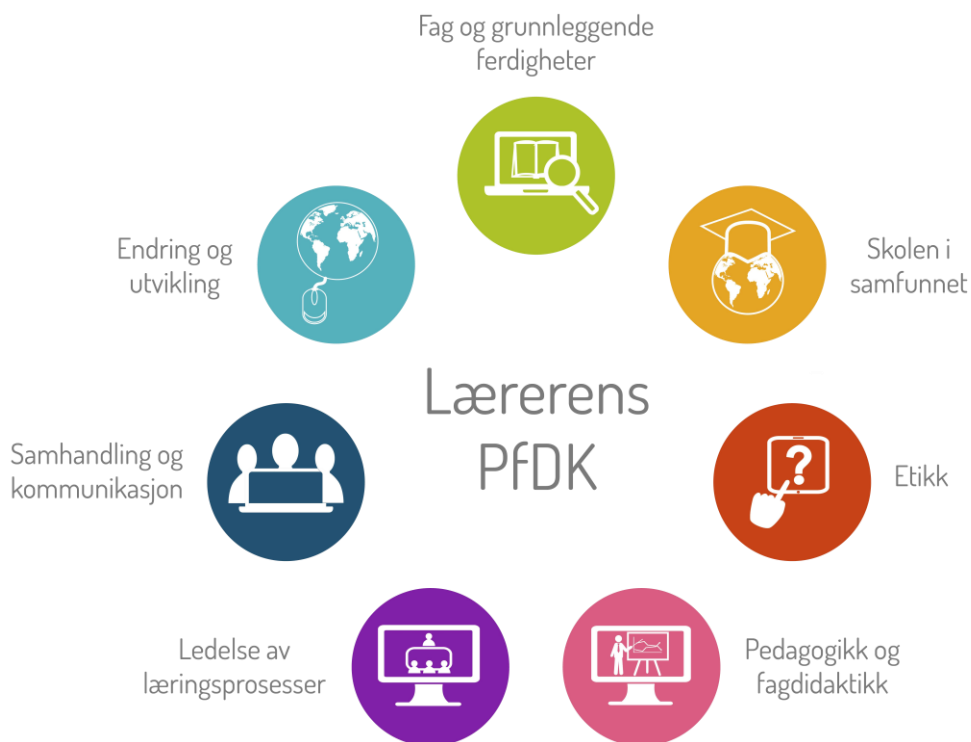 Fag og grunnleggende
ferdigheter
Endring og
utvikling
Skolen i
samfunnet
Lærerens
PfDK
Samhandling og
kommunikasjon
?
Etikk
Ledelse av
læringsprosesser
Pedagogikk og
fagdidaktikk